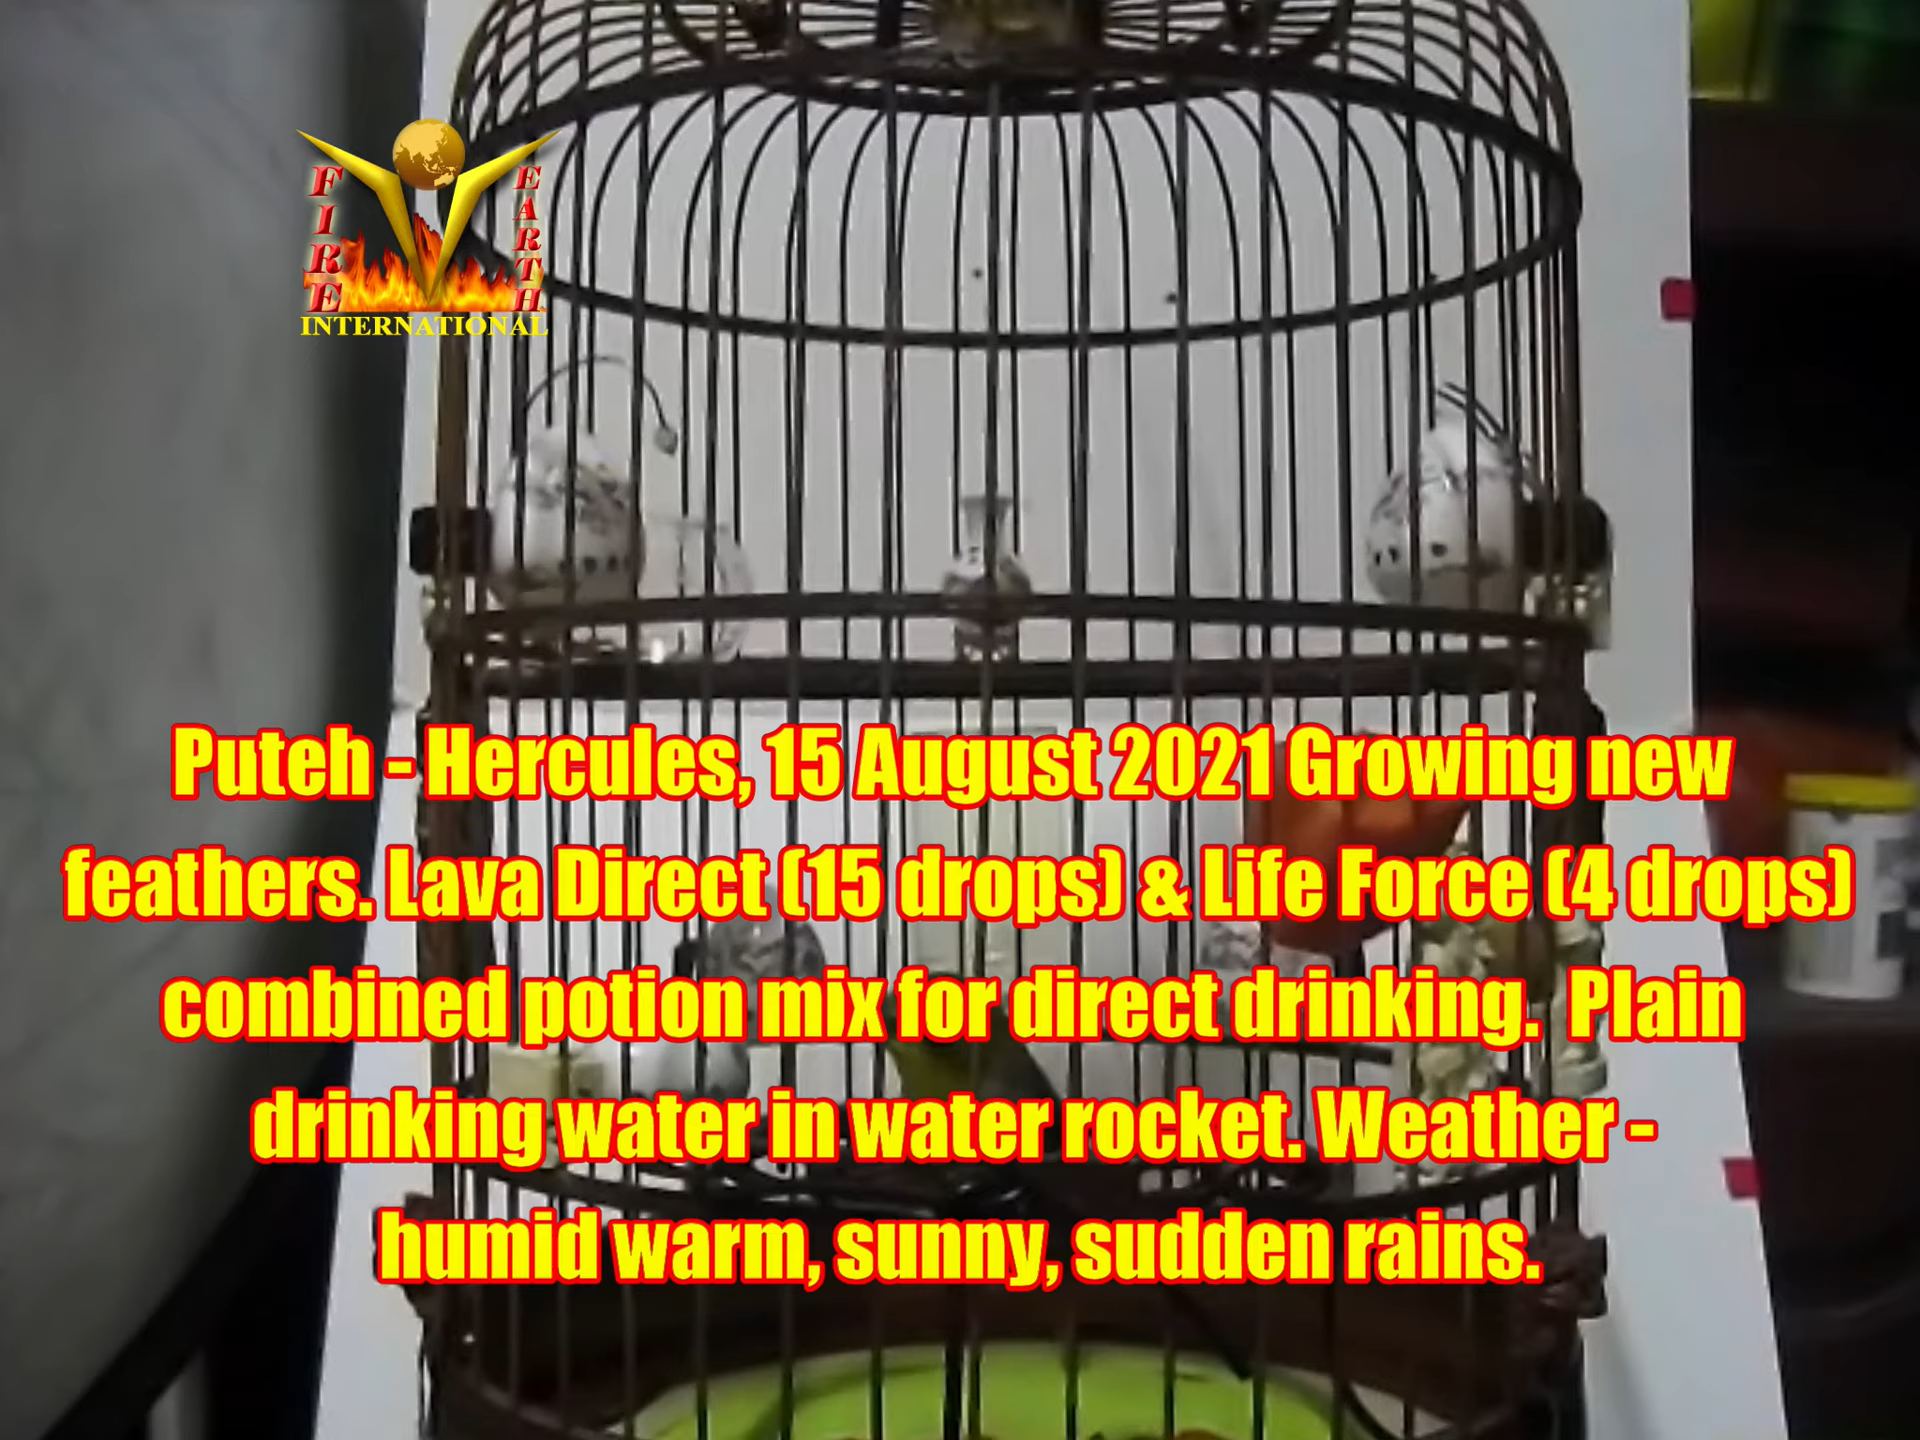 FIRE
EARTH
INTERNATIONAL
Puteh - Hercules, 15 August 2021 Growing new
feathers. Lava Direct (15 drops) & Life Force (4 drops)
combined potion mix for direct drinking.  Plain
drinking water in water rocket. Weather -
humid warm, sunny, sudden rains.